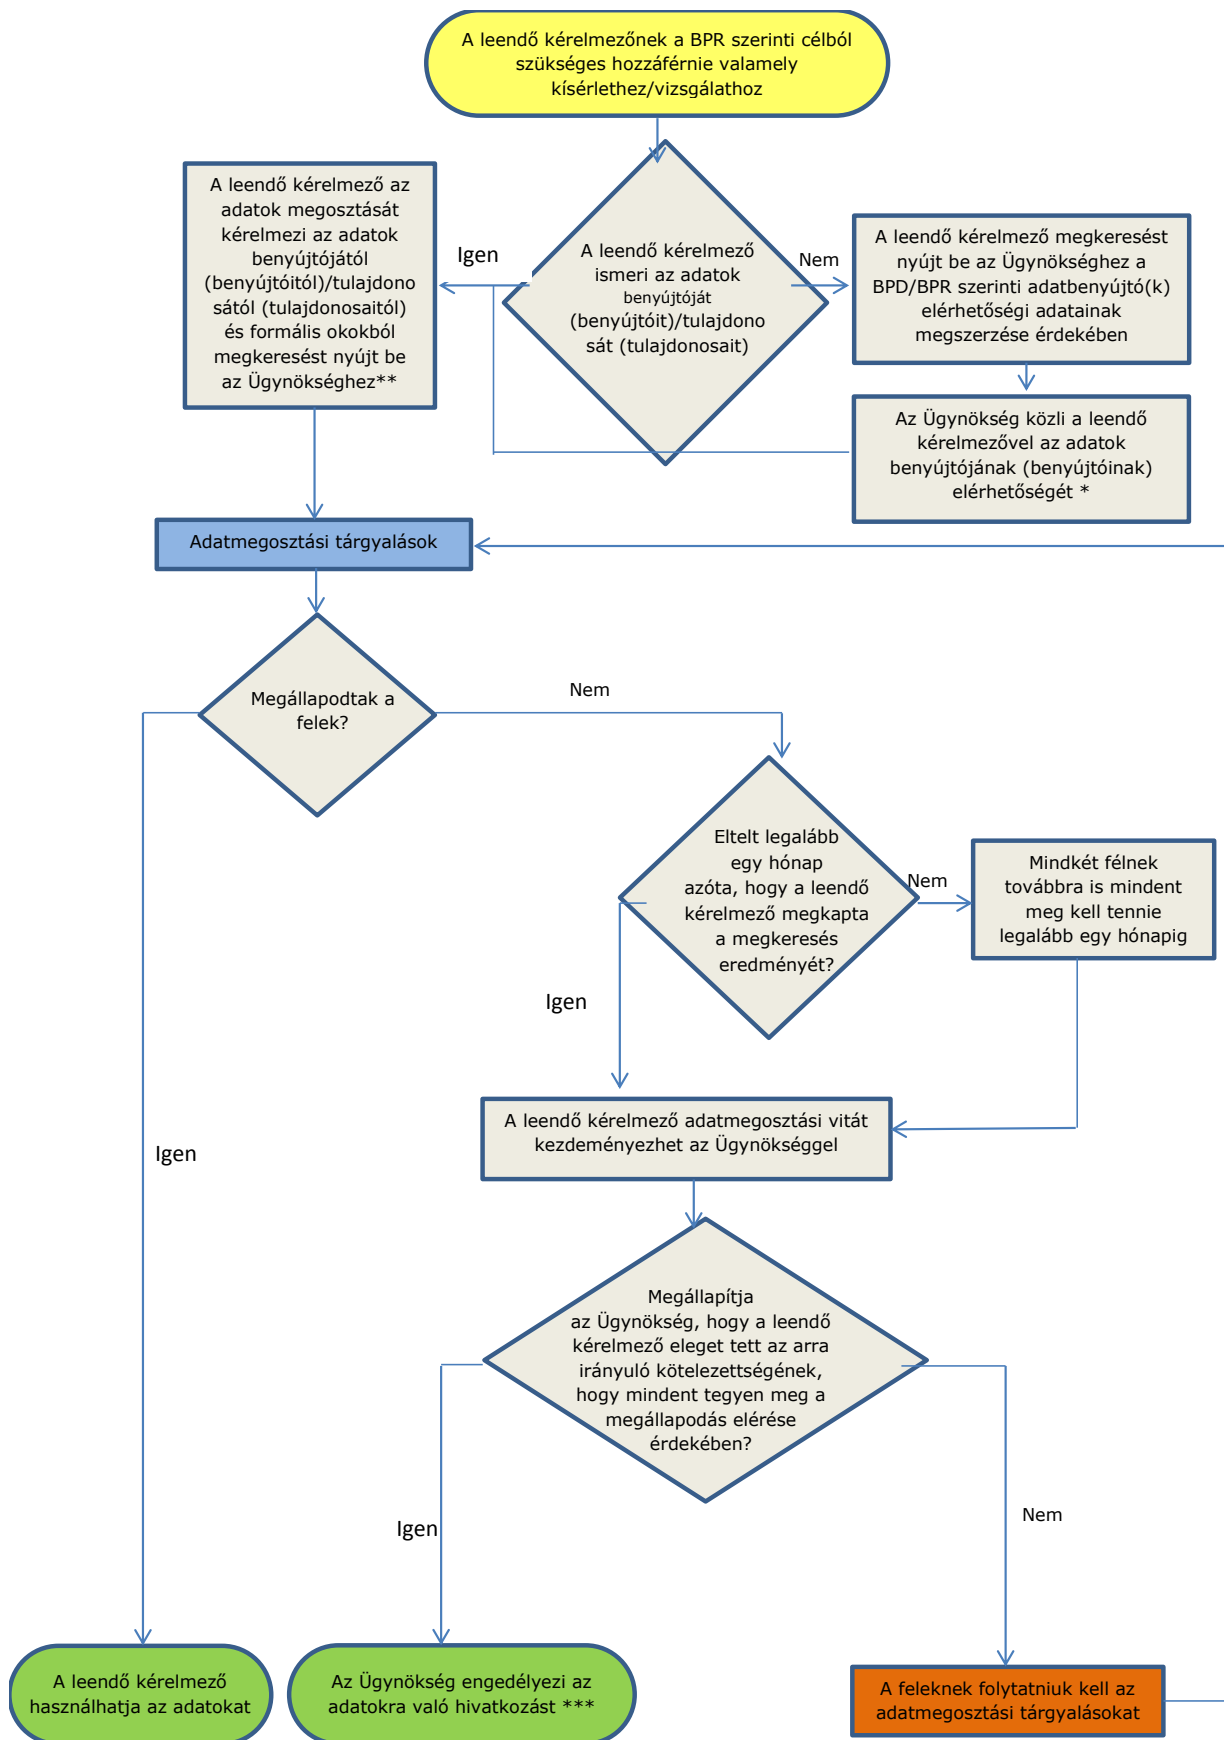 A leendő kérelmezőnek a BPR szerinti célból
szükséges hozzáférnie valamely
kísérlethez/vizsgálathoz
A leendő kérelmező az
adatok megosztását
kérelmezi az adatok
benyújtójától
(benyújtóitól)/tulajdono
sától (tulajdonosaitól)
és formális okokból
megkeresést nyújt be
az Ügynökséghez**
Igen
A leendő kérelmező
ismeri az adatok
benyújtóját
(benyújtóit)/tulajdono
sát (tulajdonosait)
Nem
A leendő kérelmező megkeresést
nyújt be az Ügynökséghez a
BPD/BPR szerinti adatbenyújtó(k)
elérhetőségi adatainak
megszerzése érdekében
Az Ügynökség közli a leendő
kérelmezővel az adatok
benyújtójának (benyújtóinak)
elérhetőségét *
Adatmegosztási tárgyalások
Megállapodtak a
felek?
Nem
Eltelt legalább
egy hónap
azóta, hogy a leendő
kérelmező megkapta
a megkeresés
eredményét?
Nem
Mindkét félnek
továbbra is mindent
meg kell tennie
legalább egy hónapig
Igen
A leendő kérelmező adatmegosztási vitát
kezdeményezhet az Ügynökséggel
Igen
Megállapítja
az Ügynökség, hogy a leendő
kérelmező eleget tett az arra
irányuló kötelezettségének,
hogy mindent tegyen meg a
megállapodás elérése
érdekében?
Igen
Nem
A leendő kérelmező
használhatja az adatokat
Az Ügynökség engedélyezi az
adatokra való hivatkozást ***
A feleknek folytatniuk kell az
adatmegosztási tárgyalásokat